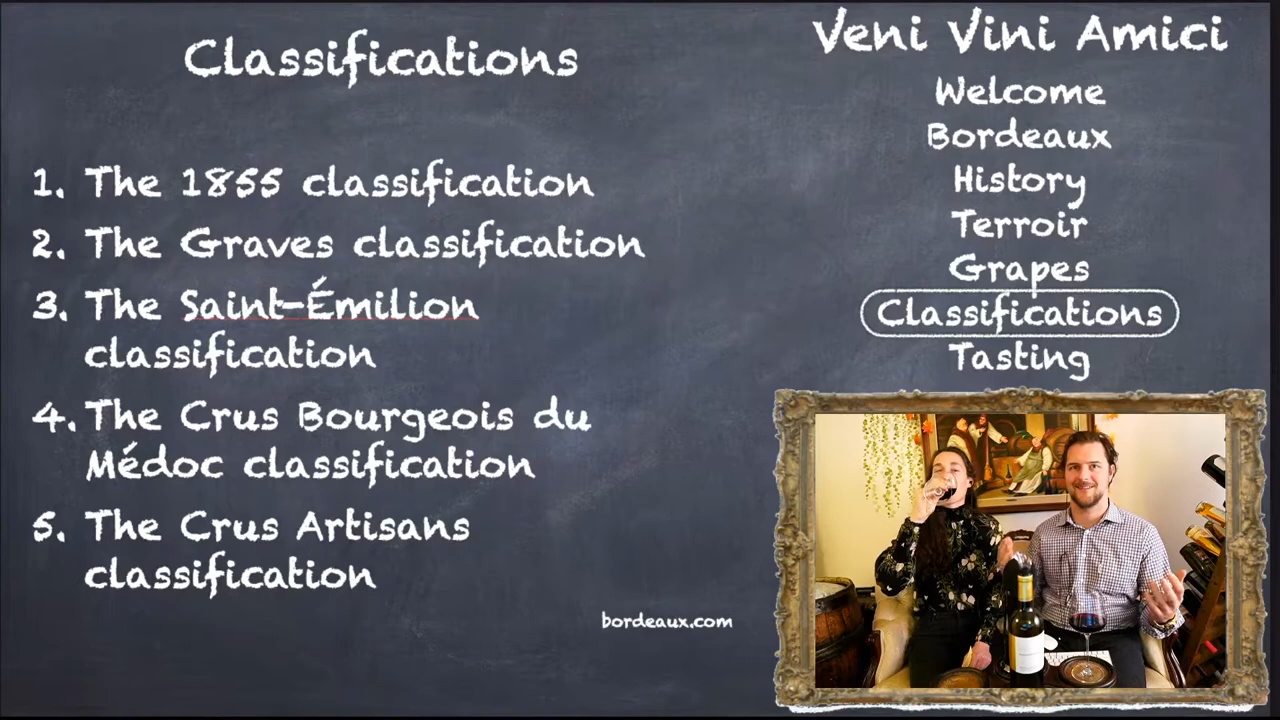 Classifications
1. The 1855 classification
2. The Graves classification
3. The Saint-Émilion
classification
4. The Crus Bourgeois du
Médoc classification
5. The Crus Artisans
classification
bordeaux.com
Veni Vini Amici
Welcome
Bordeaux
History
Terroir
Grapes
Classifications
Tasting